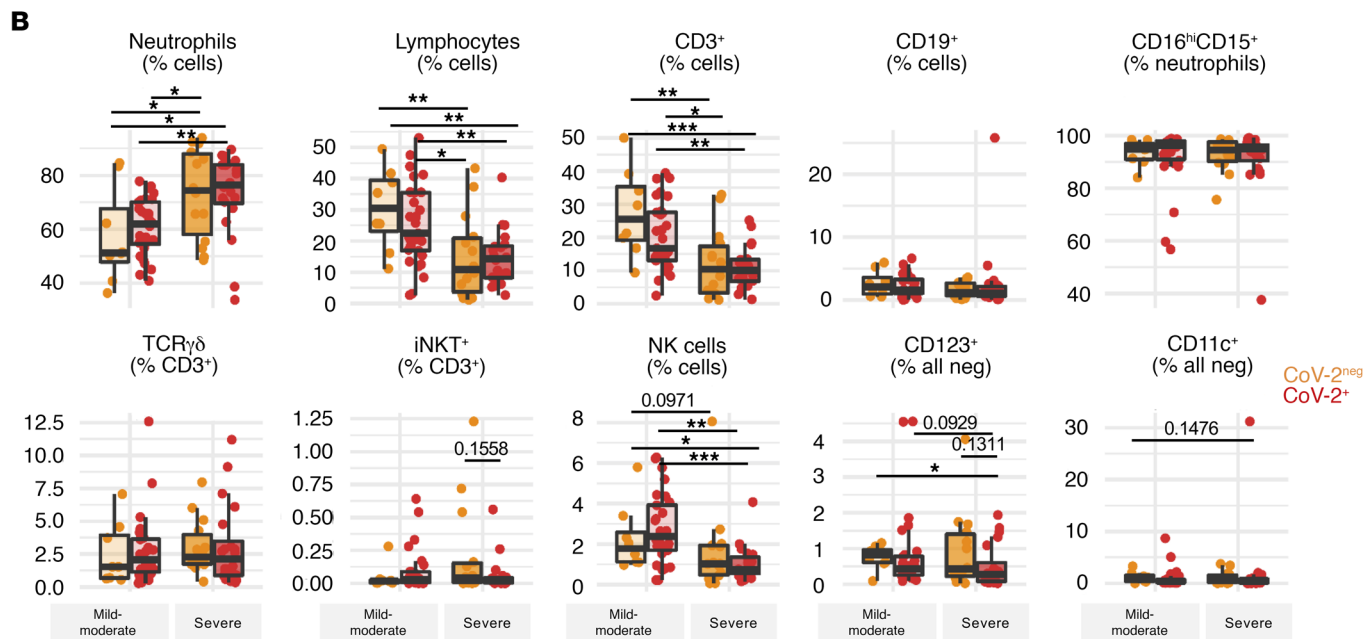 B
Neutrophils
(% cells)
Lymphocytes
(% cells)
CD3⁺
(% cells)
CD19⁺
(% cells)
CD16ʰⁱCD15⁺
(% neutrophils)
*
*
*
**
80
60
40
**
**
**
*
50
40
30
20
10
0
**
*
***
**
50
40
30
20
10
0
20
10
0
100
80
60
40
TCRγδ
(% CD3⁺)
iNKT⁺
(% CD3⁺)
NK cells
(% cells)
CD123⁺
(% all neg)
CD11c⁺
(% all neg)
CoV-2ⁿᵉᵍ
CoV-2⁺
12.5
10.0
7.5
5.0
2.5
0.0
0.1558
1.25
1.00
0.75
0.50
0.25
0.00
0.0971
**
*
***
8
6
4
2
0
0.0929
0.1311
*
4
3
2
1
0
0.1476
30
20
10
0
Mild-
moderate
Severe
Mild-
moderate
Severe
Mild-
moderate
Severe
Mild-
moderate
Severe
Mild-
moderate
Severe